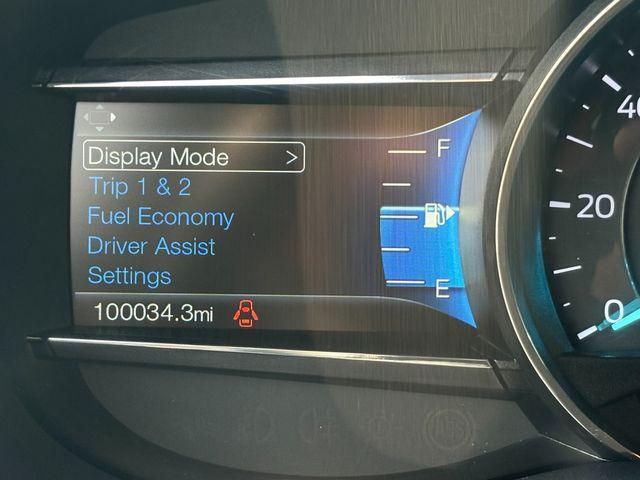 Display Mode >
Trip 1 & 2
Fuel Economy
Driver Assist
Settings
100034.3mi
F
E
40
20
0